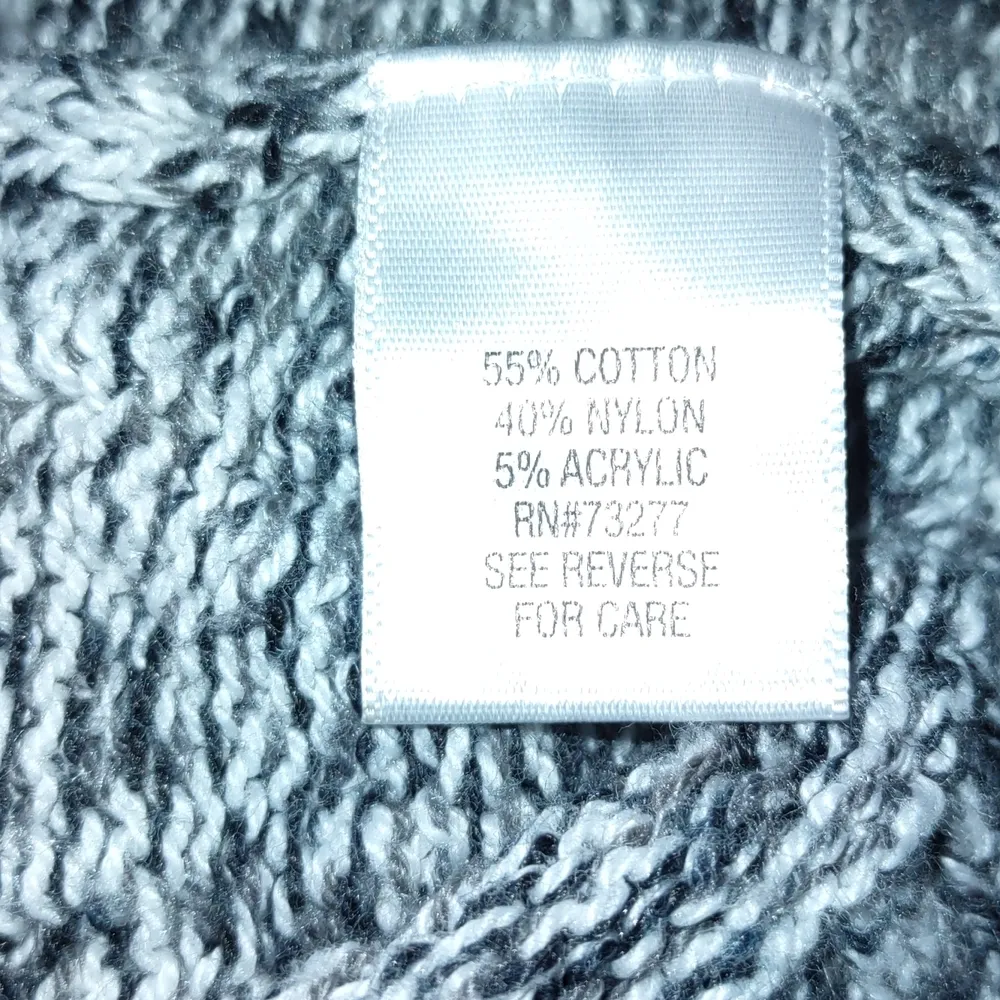 55% COTTON
40% NYLON
5% ACRYLIC
RN#73277
SEE REVERSE
FOR CARE